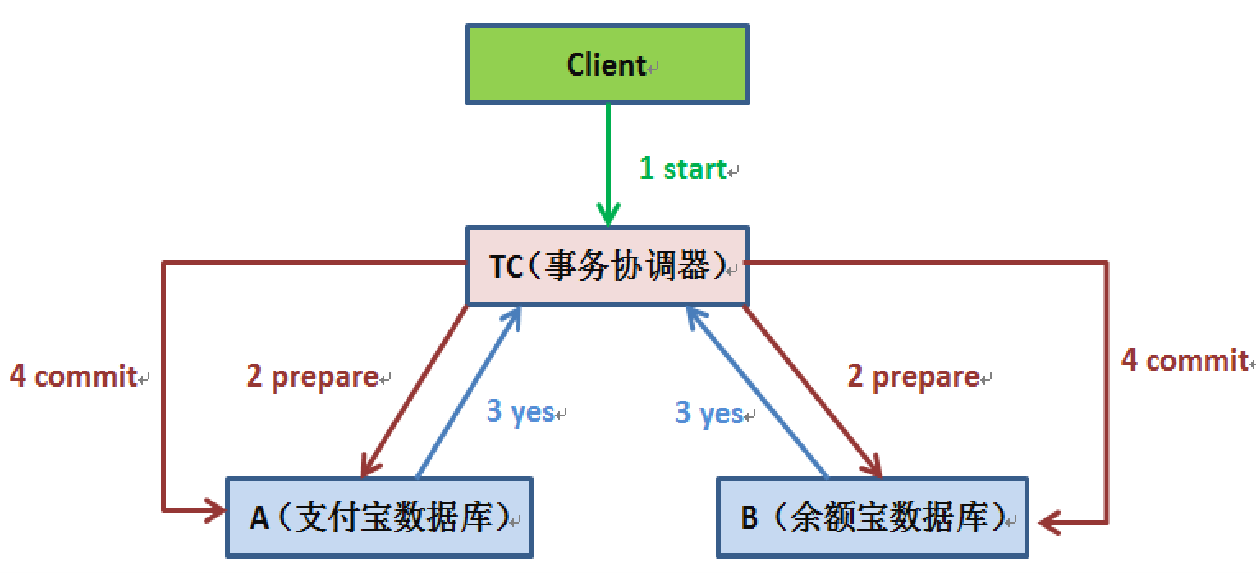 Client
1 start
TC（事务协调器）
4 commit
2 prepare
3 yes
3 yes
2 prepare
4 commit
A（支付宝数据库）
B（余额宝数据库）